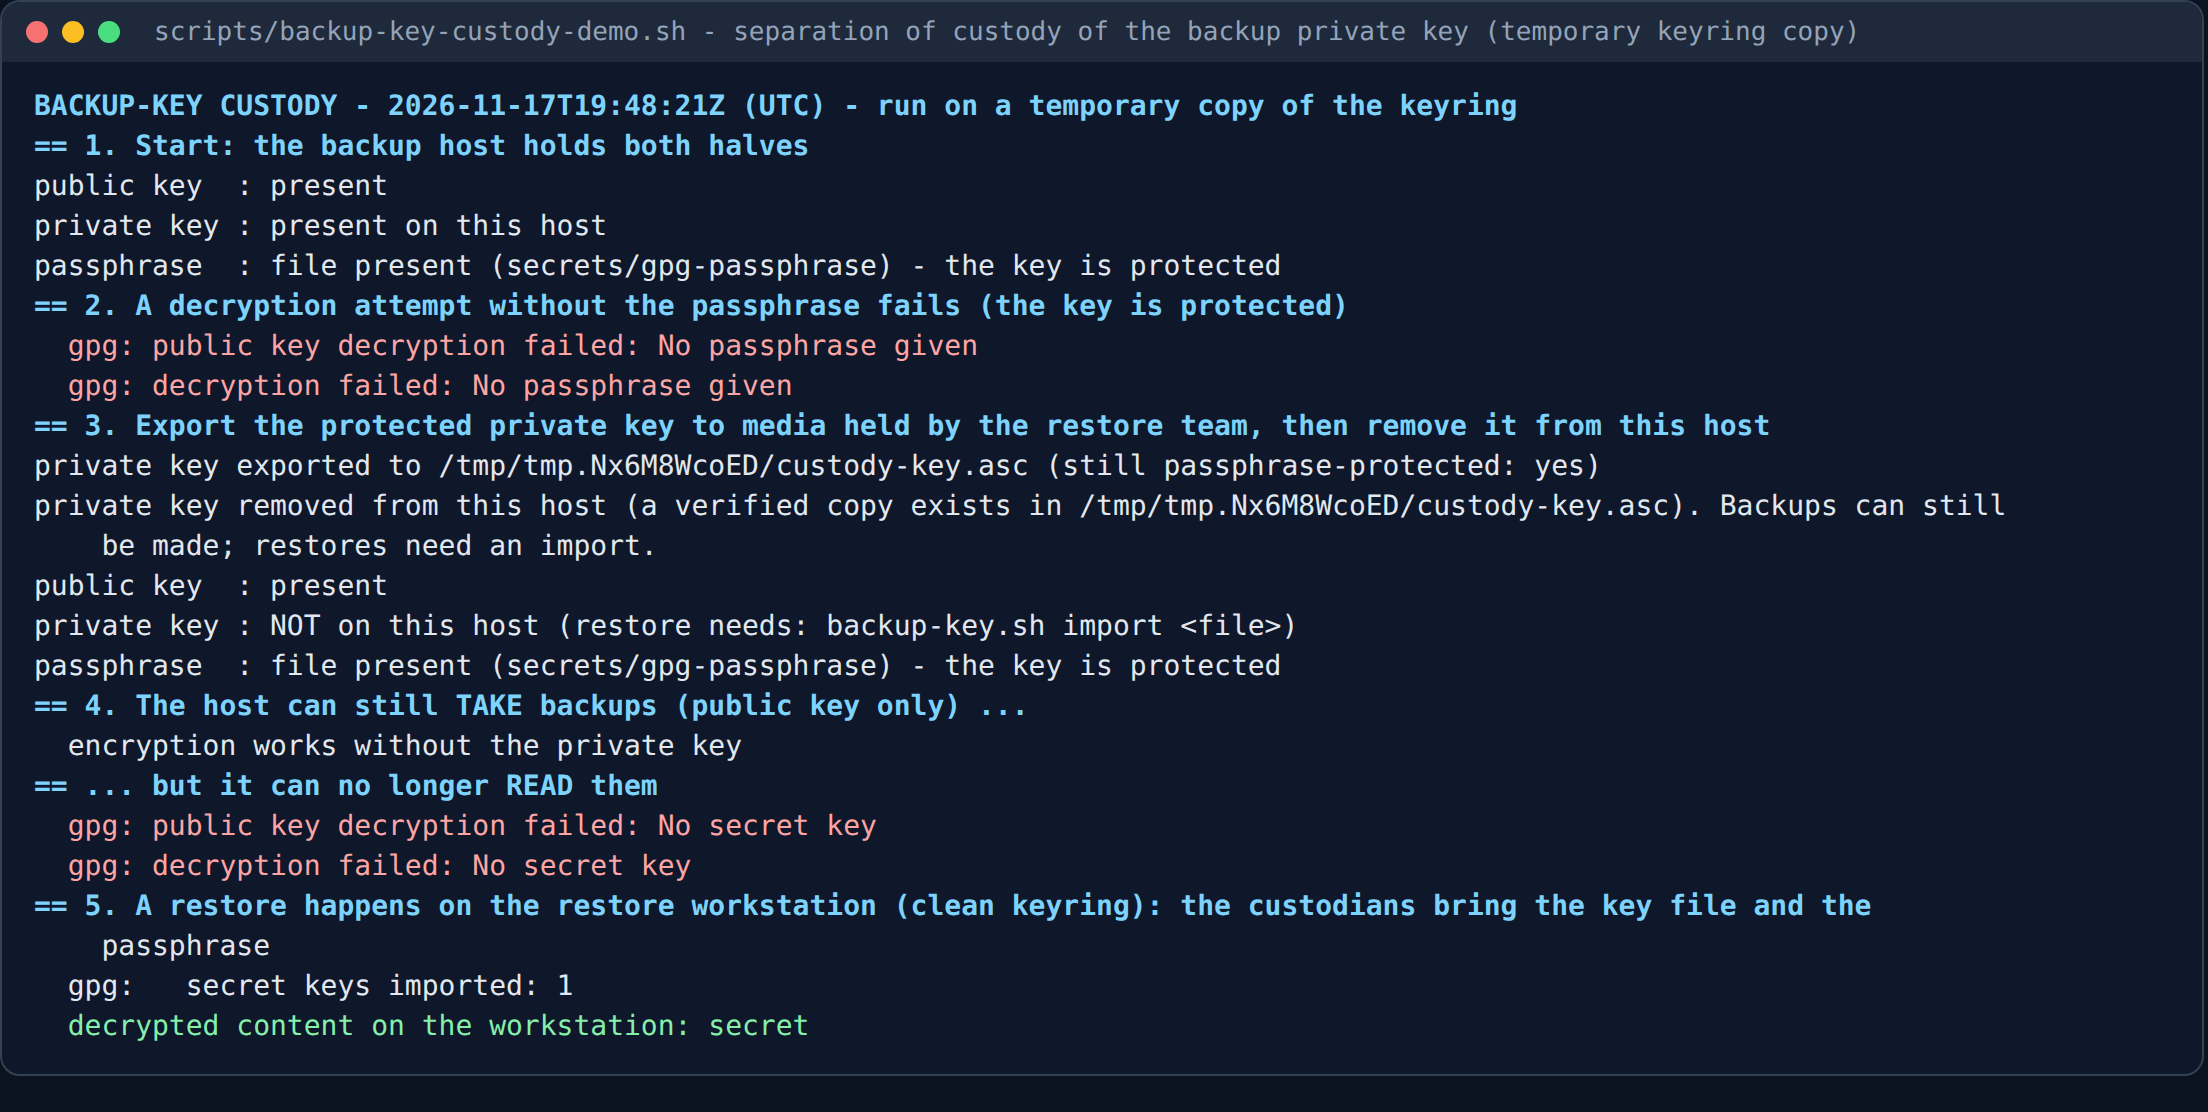 scripts/backup-key-custody-demo.sh - separation of custody of the backup private key (temporary keyring copy)
BACKUP-KEY CUSTODY - 2026-11-17T19:48:21Z (UTC) - run on a temporary copy of the keyring
== 1. Start: the backup host holds both halves
public key  : present
private key : present on this host
passphrase  : file present (secrets/gpg-passphrase) - the key is protected
== 2. A decryption attempt without the passphrase fails (the key is protected)
  gpg: public key decryption failed: No passphrase given
  gpg: decryption failed: No passphrase given
== 3. Export the protected private key to media held by the restore team, then remove it from this host
private key exported to /tmp/tmp.Nx6M8WcoED/custody-key.asc (still passphrase-protected: yes)
private key removed from this host (a verified copy exists in /tmp/tmp.Nx6M8WcoED/custody-key.asc). Backups can still
    be made; restores need an import.
public key  : present
private key : NOT on this host (restore needs: backup-key.sh import <file>)
passphrase  : file present (secrets/gpg-passphrase) - the key is protected
== 4. The host can still TAKE backups (public key only) ...
  encryption works without the private key
== ... but it can no longer READ them
  gpg: public key decryption failed: No secret key
  gpg: decryption failed: No secret key
== 5. A restore happens on the restore workstation (clean keyring): the custodians bring the key file and the
    passphrase
  gpg:   secret keys imported: 1
  decrypted content on the workstation: secret